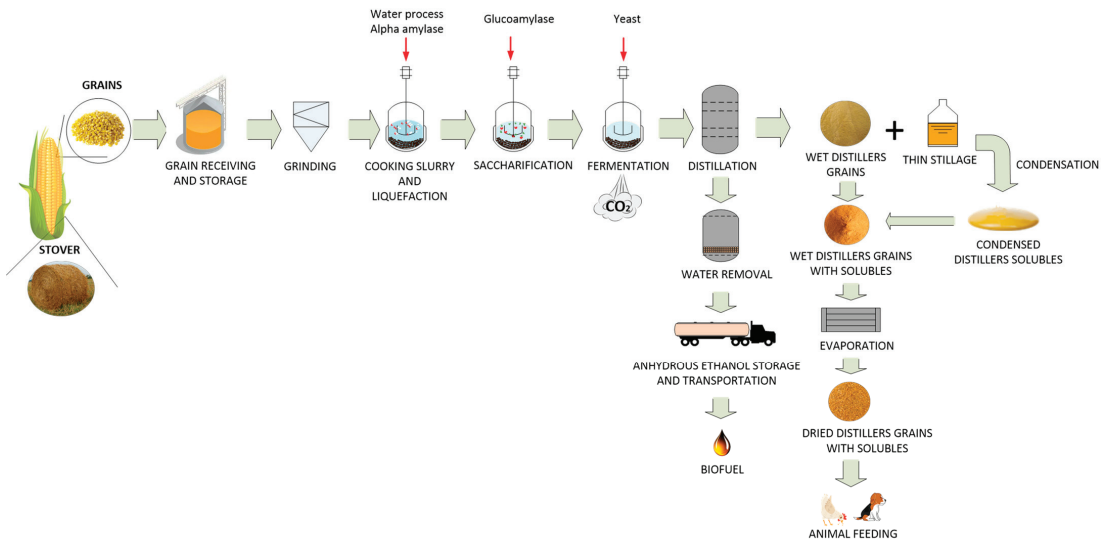 Water process
Alpha amylase
Glucoamylase
Yeast
GRAINS
GRAIN RECEIVING
AND STORAGE
GRINDING
COOKING SLURRY
AND
LIQUEFACTION
SACCHARIFICATION
FERMENTATION
CO2
DISTILLATION
WET DISTILLERS
GRAINS
+
THIN STILLAGE
CONDENSATION
STOVER
WATER REMOVAL
WET DISTILLERS GRAINS
WITH SOLUBLES
CONDENSED
DISTILLERS SOLUBLES
ANHYDROUS ETHANOL STORAGE
AND TRANSPORTATION
EVAPORATION
BIOFUEL
DRIED DISTILLERS GRAINS
WITH SOLUBLES
ANIMAL FEEDING